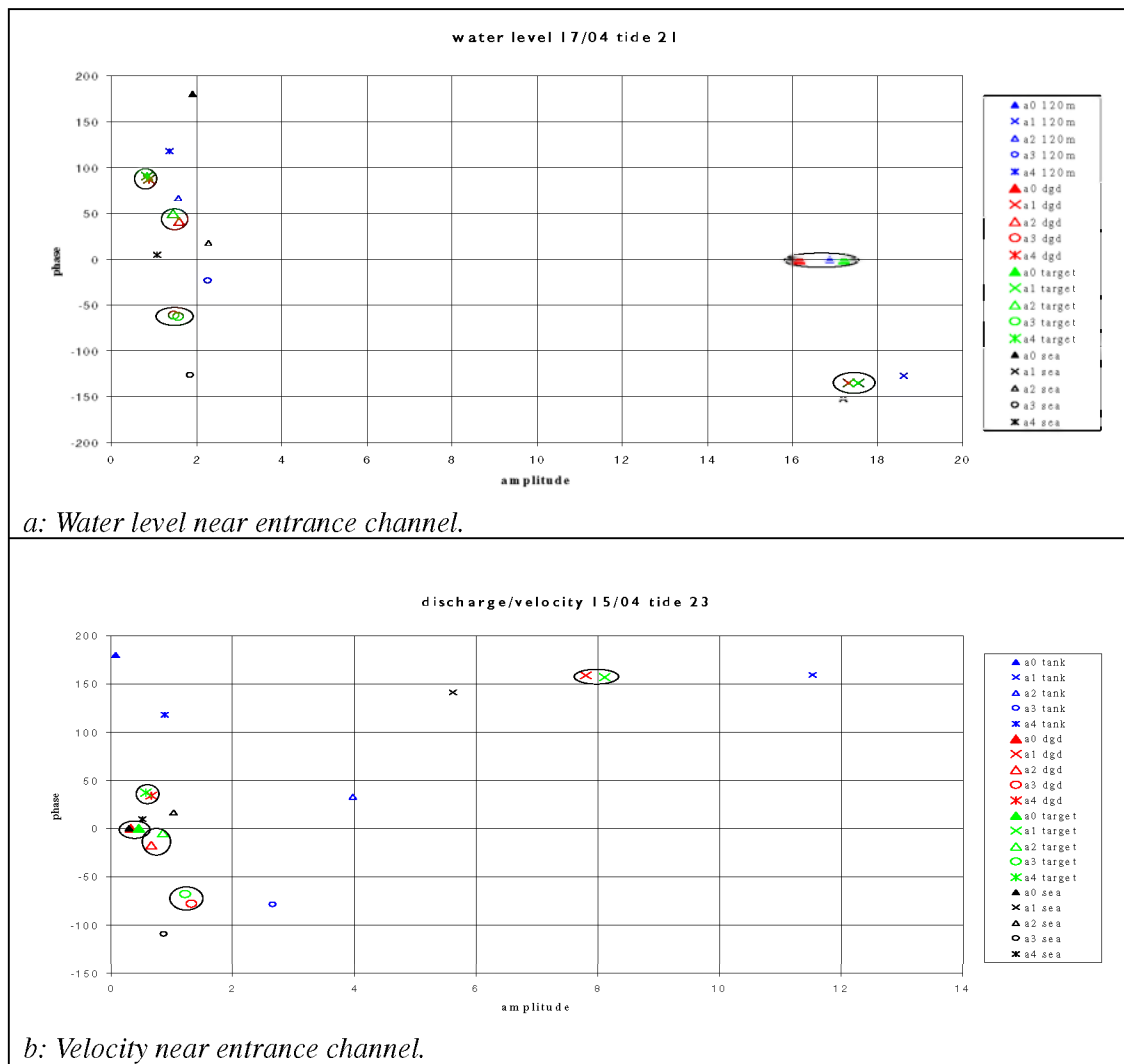 water level 17/04 tide 21
200
150
100
50
0
-50
-100
-150
-200
phase
0 2 4 6 8 10 12 14 16 18 20
amplitude
a0 120m
a1 120m
a2 120m
a3 120m
a4 120m
a0 dgd
a1 dgd
a2 dgd
a3 dgd
a4 dgd
a0 target
a1 target
a2 target
a3 target
a4 target
a0 sea
a1 sea
a2 sea
a3 sea
a4 sea
a: Water level near entrance channel.
discharge/velocity 15/04 tide 23
200
150
100
50
0
-50
-100
-150
phase
0 2 4 6 8 10 12 14
amplitude
a0 tank
a1 tank
a2 tank
a3 tank
a4 tank
a0 dgd
a1 dgd
a2 dgd
a3 dgd
a4 dgd
a0 target
a1 target
a2 target
a3 target
a4 target
a0 sea
a1 sea
a2 sea
a3 sea
a4 sea
b: Velocity near entrance channel.